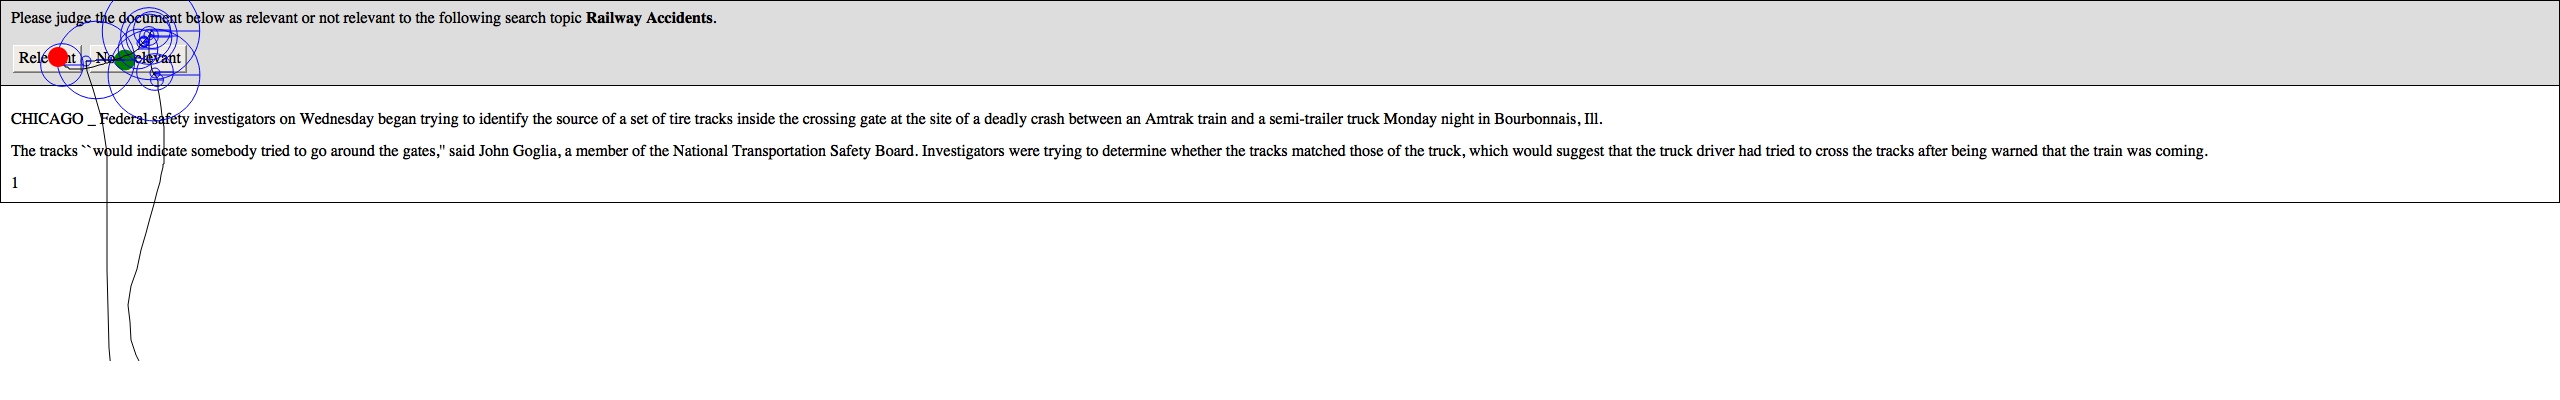 Please judge the document below as relevant or not relevant to the following search topic Railway Accidents.
Relevant Not Relevant
CHICAGO _ Federal safety investigators on Wednesday began trying to identify the source of a set of tire tracks inside the crossing gate at the site of a deadly crash between an Amtrak train and a semi-trailer truck Monday night in Bourbonnais, Ill.
The tracks ``would indicate somebody tried to go around the gates,'' said John Goglia, a member of the National Transportation Safety Board. Investigators were trying to determine whether the tracks matched those of the truck, which would suggest that the truck driver had tried to cross the tracks after being warned that the train was coming.
1